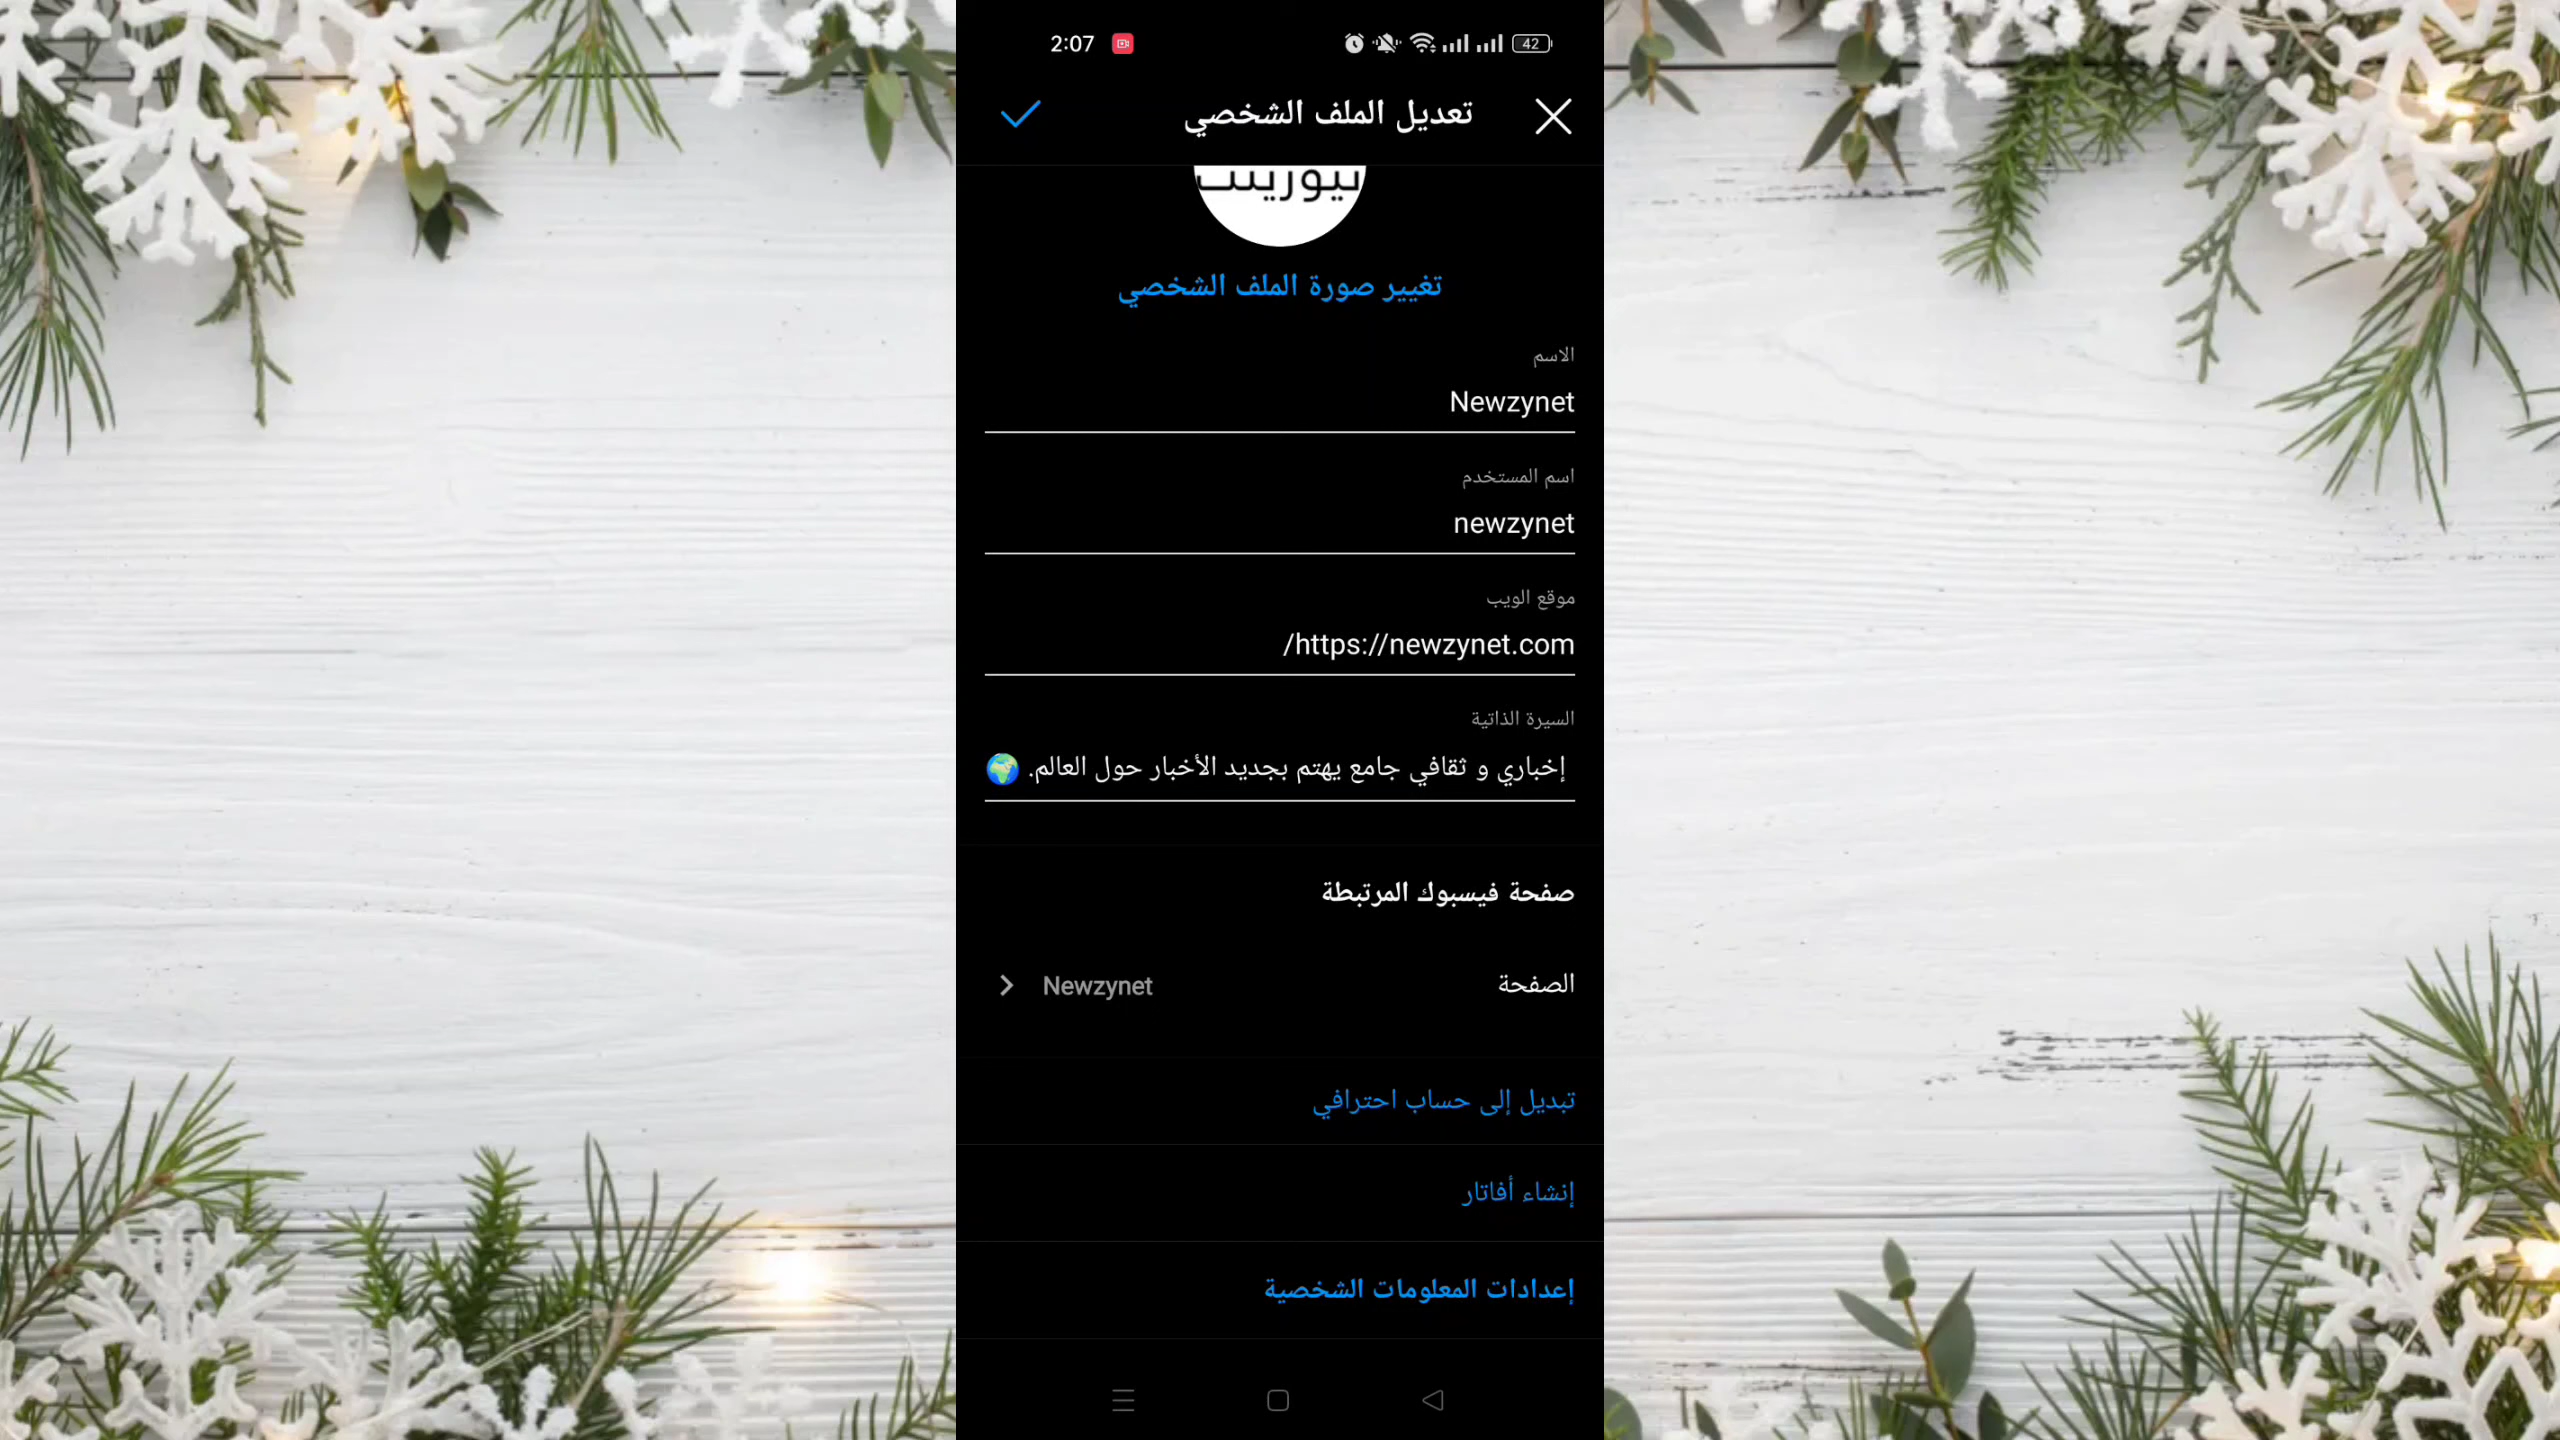 2:07
42
تعديل الملف الشخصي
تغيير صورة الملف الشخصي
الاسم
Newzynet
اسم المستخدم
newzynet
موقع الويب
/https://newzynet.com
السيرة الذاتية
إخباري و ثقافي جامع يهتم بجديد الأخبار حول العالم. 🌍
صفحة فيسبوك المرتبطة
الصفحة
Newzynet
تبديل إلى حساب احترافي
إنشاء أفاتار
إعدادات المعلومات الشخصية